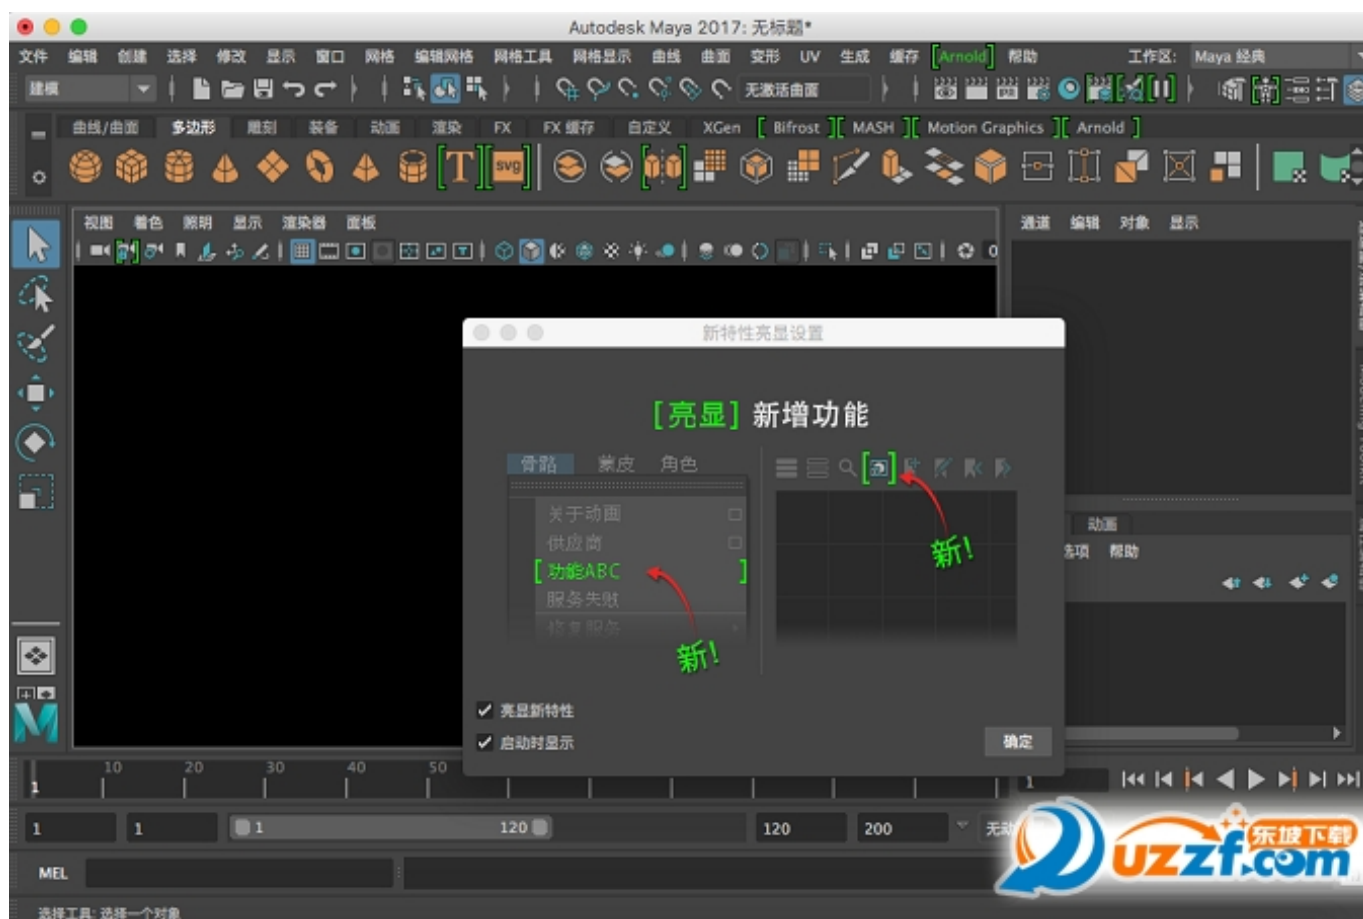 Autodesk Maya 2017: 无标题*
文件 编辑 创建 选择 修改 显示 窗口 网格 编辑网格 网格工具 网格显示 曲线 曲面 变形 UV 生成 缓存 [Arnold] 帮助 工作区: Maya 经典
建模 无激活曲面
曲线/曲面 多边形 雕刻 装备 动画 渲染 FX FX 缓存 自定义 XGen [ Bifrost ][ MASH ][ Motion Graphics ][ Arnold ]
T svg
视图 着色 照明 显示 渲染器 面板
通道 编辑 对象 显示
新特性亮显设置
[亮显] 新增功能
骨骼 蒙皮 角色
关于动画
供应商
[ 功能ABC ]
服务失败
修复服务
新!
新!
动画
选项 帮助
亮显新特性
启动时显示
确定
10 20 30 40 50
1
1
1 1 1 120 120 200
MEL
选择工具: 选择一个对象
东坡下载
uzzf.com